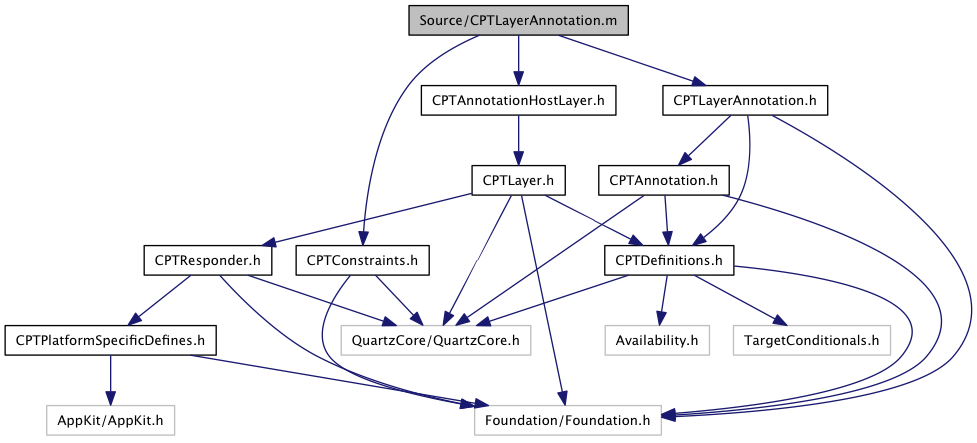 Source/CPTLayerAnnotation.m
CPTAnnotationHostLayer.h
CPTLayerAnnotation.h
CPTLayer.h
CPTAnnotation.h
CPTResponder.h
CPTConstraints.h
CPTDefinitions.h
CPTPlatformSpecificDefines.h
QuartzCore/QuartzCore.h
Availability.h
TargetConditionals.h
AppKit/AppKit.h
Foundation/Foundation.h